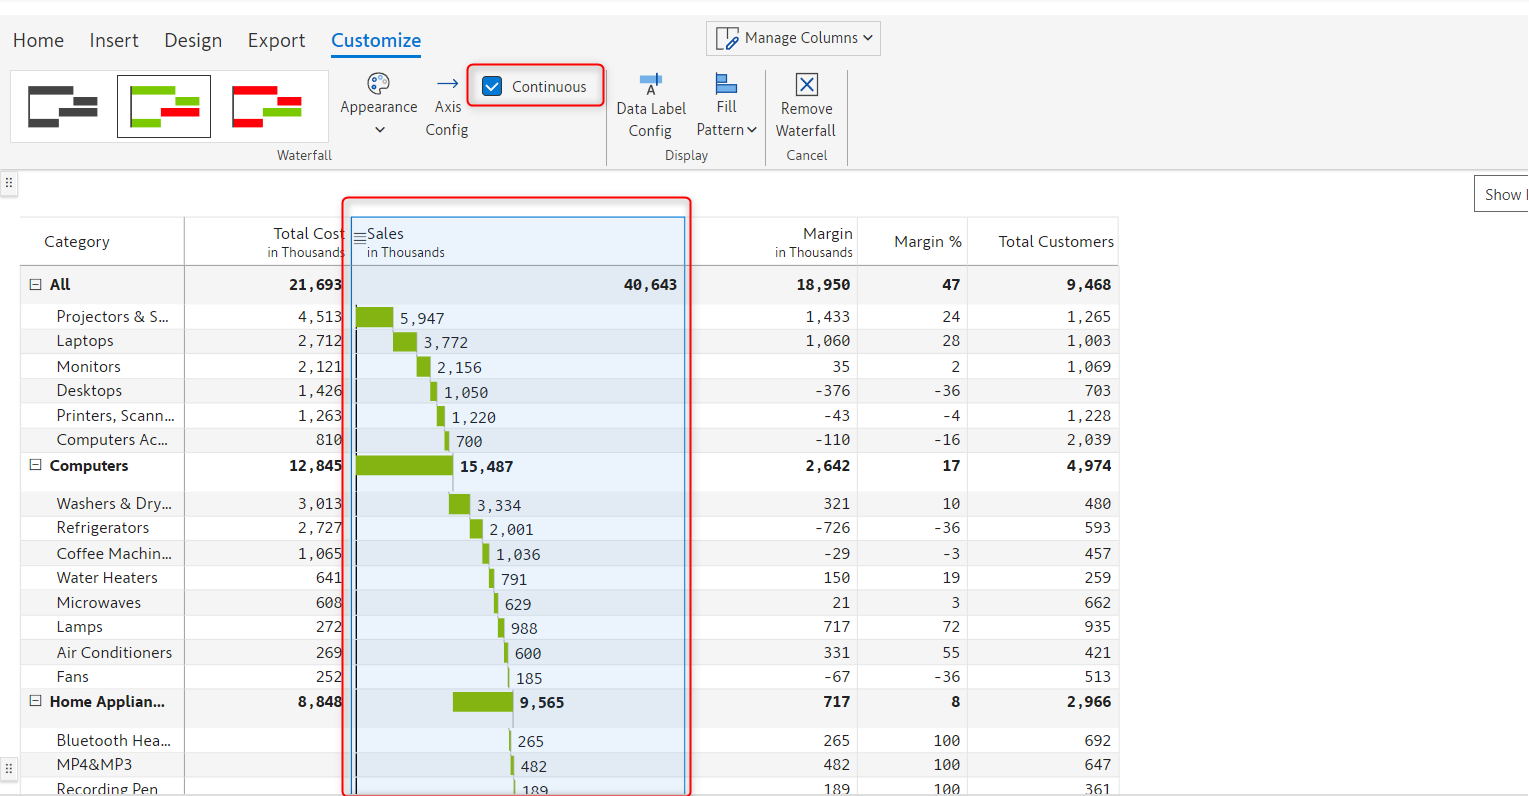 Home Insert Design Export Customize
Manage Columns
Continuous
Appearance
Axis
Config
Data Label
Config
Fill
Pattern
Remove
Waterfall
Waterfall
Display
Cancel
Show
Category
Total Cost
in Thousands
Sales
in Thousands
Margin
in Thousands
Margin %
Total Customers
All 21,693 40,643 18,950 47 9,468
Projectors & S... 4,513 5,947 1,433 24 1,265
Laptops 2,712 3,772 1,060 28 1,003
Monitors 2,121 2,156 35 2 1,069
Desktops 1,426 1,050 -376 -36 703
Printers, Scann... 1,263 1,220 -43 -4 1,228
Computers Ac... 810 700 -110 -16 2,039
Computers 12,845 15,487 2,642 17 4,974
Washers & Dry... 3,013 3,334 321 10 480
Refrigerators 2,727 2,001 -726 -36 593
Coffee Machin... 1,065 1,036 -29 -3 457
Water Heaters 641 791 150 19 259
Microwaves 608 629 21 3 662
Lamps 272 988 717 72 935
Air Conditioners 269 600 331 55 421
Fans 252 185 -67 -36 513
Home Applian... 8,848 9,565 717 8 2,966
Bluetooth Hea... 265 265 100 692
MP4&MP3 482 482 100 647
Recording Pen 189 189 100 361